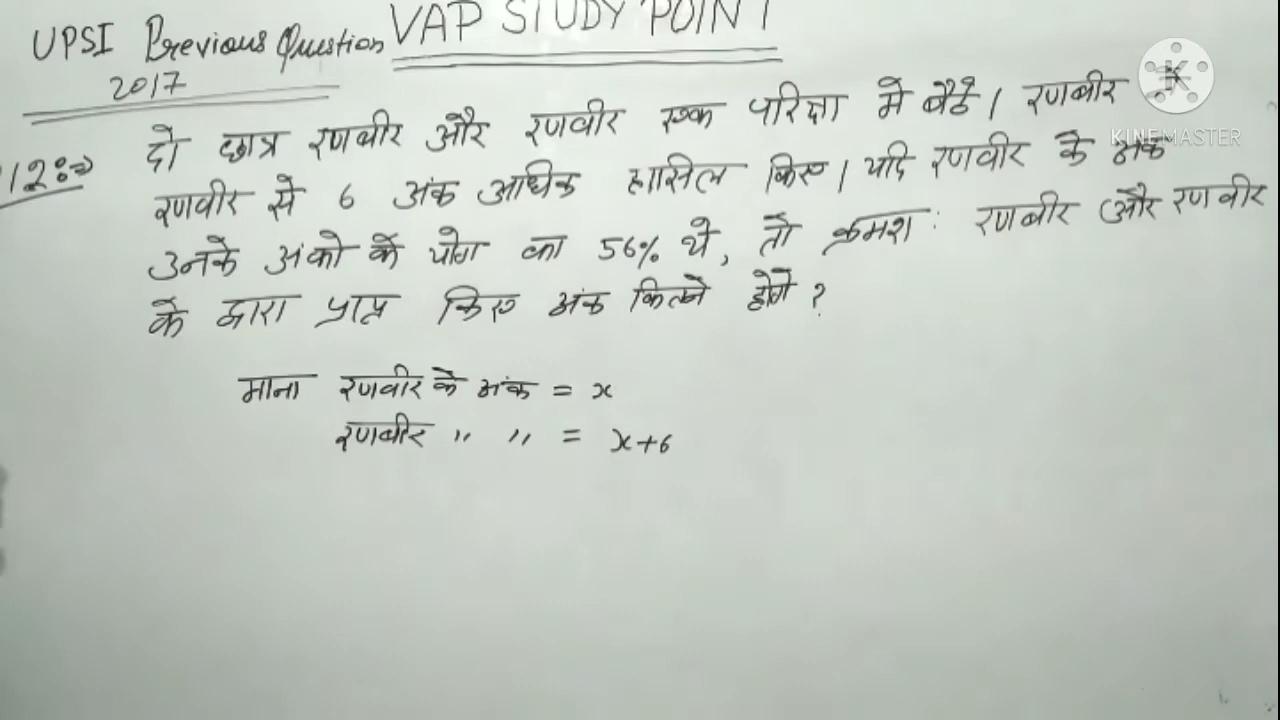 UPSI Previous Question VAP STUDY POINT
2017
12 :⇒ दो छात्र रणबीर और रणवीर एक परिक्षा मे बैठे। रणबीर ने
रणवीर से 6 अंक आधिक हासिल किए। यदि रणवीर के अंक
उनके अंको के योग का 56% थे, तो क्रमश: रणबीर और रणवीर
के द्वारा प्राप्त किए अंक कितने होंगे ?
माना रणवीर के अंक = x
रणबीर " " = x+6
K
KINEMASTER